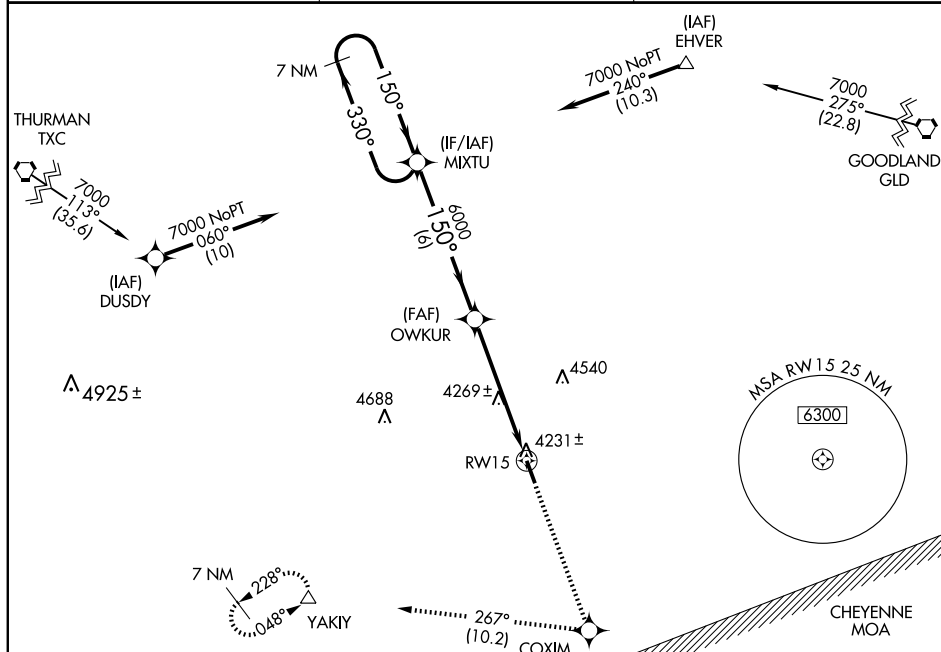 (IAF)
EHVER
7000 NoPT
240°
(10.3)
7000
275°
(22.8)
GOODLAND
GLD
7 NM
150°
330°
(IF/IAF)
MIXTU
THURMAN
TXC
7000
113°
(35.6)
7000 NoPT
060°
(10)
(IAF)
DUSDY
6000
150°
(6)
(FAF)
OWKUR
4925±
4688
4269±
4540
4231±
RW15
MSA RW15 25 NM
6300
7 NM
228°
048°
YAKIY
267°
(10.2)
COXIM
CHEYENNE
MOA